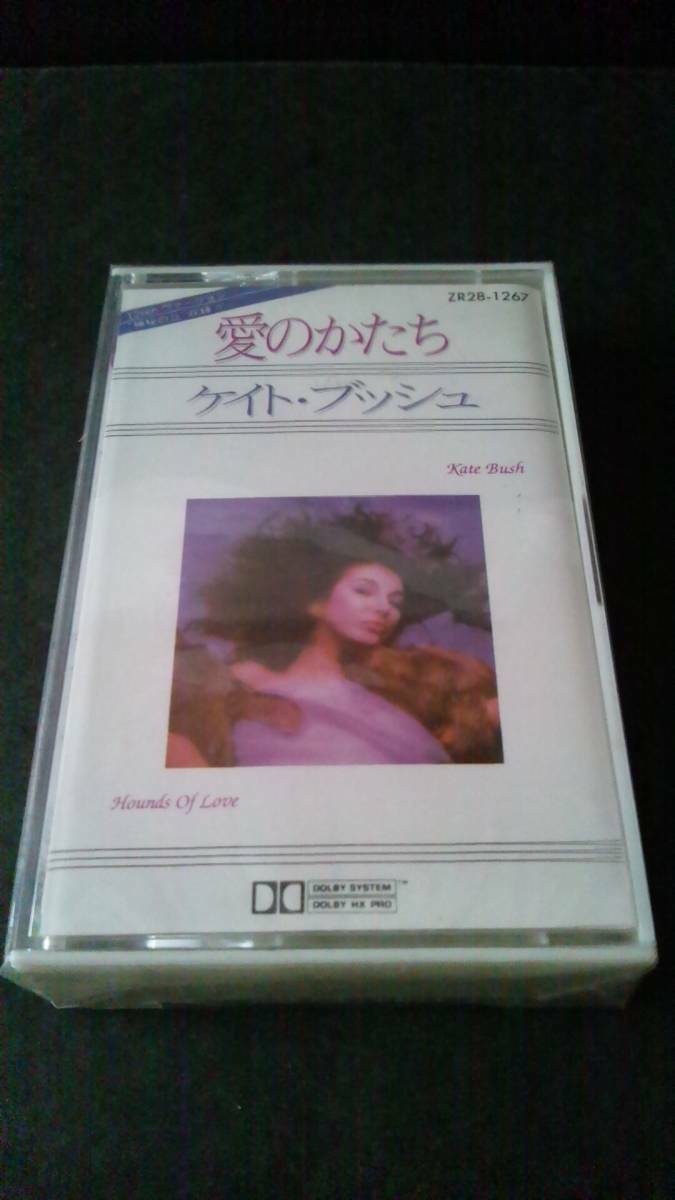 ZR28-1267
愛のかたち
ケイト・ブッシュ
Kate Bush
Hounds Of Love
DOLBY SYSTEM™
DOLBY HX PRO